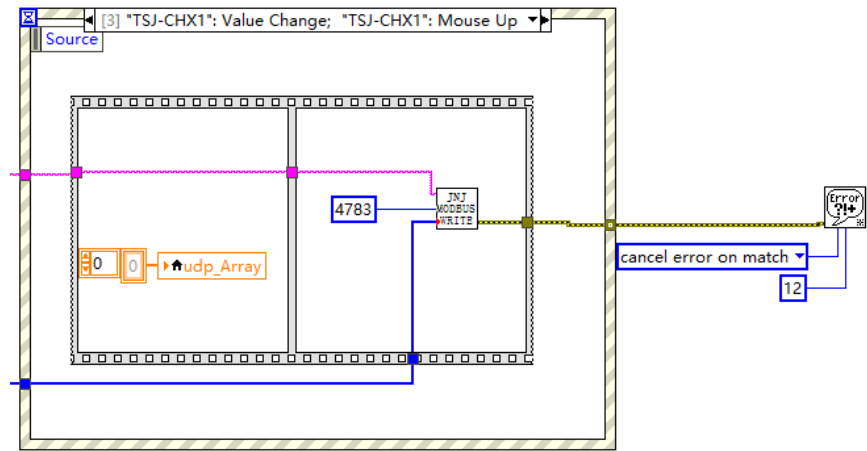 [3] "TSJ-CHX1": Value Change; "TSJ-CHX1": Mouse Up
Source
JNJ
MODBUS
WRITE
4783
0
0
udp_Array
Error
?!+
cancel error on match
12